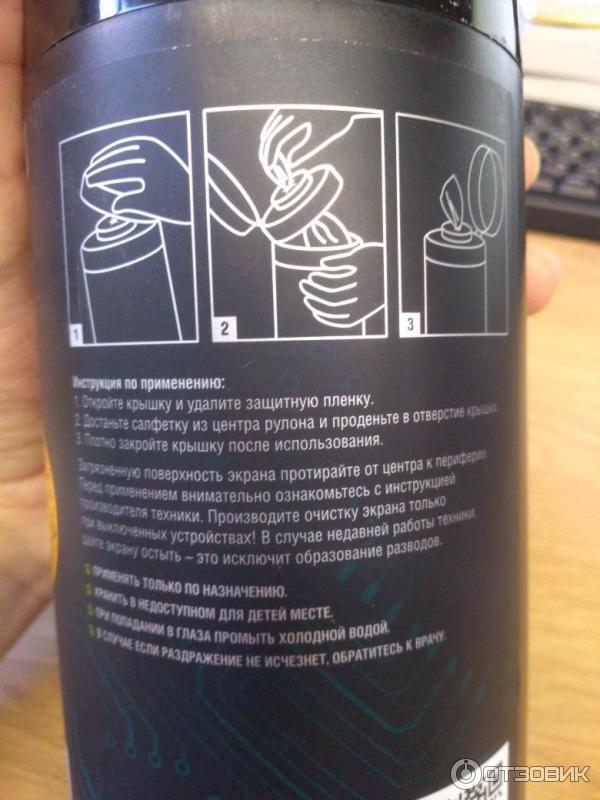 1
2
3
Инструкция по применению:
1. Откройте крышку и удалите защитную пленку.
2. Достаньте салфетку из центра рулона и проденьте в отверстие крышки.
3. Плотно закройте крышку после использования.
Загрязненную поверхность экрана протирайте от центра к периферии.
Перед применением внимательно ознакомьтесь с инструкцией
производителя техники. Производите очистку экрана только
при выключенных устройствах! В случае недавней работы техники,
дайте экрану остыть – это исключит образование разводов.
ПРИМЕНЯТЬ ТОЛЬКО ПО НАЗНАЧЕНИЮ.
ХРАНИТЬ В НЕДОСТУПНОМ ДЛЯ ДЕТЕЙ МЕСТЕ.
ПРИ ПОПАДАНИИ В ГЛАЗА ПРОМЫТЬ ХОЛОДНОЙ ВОДОЙ.
В СЛУЧАЕ ЕСЛИ РАЗДРАЖЕНИЕ НЕ ИСЧЕЗНЕТ, ОБРАТИТЕСЬ К ВРАЧУ.
ОТЗОВИК